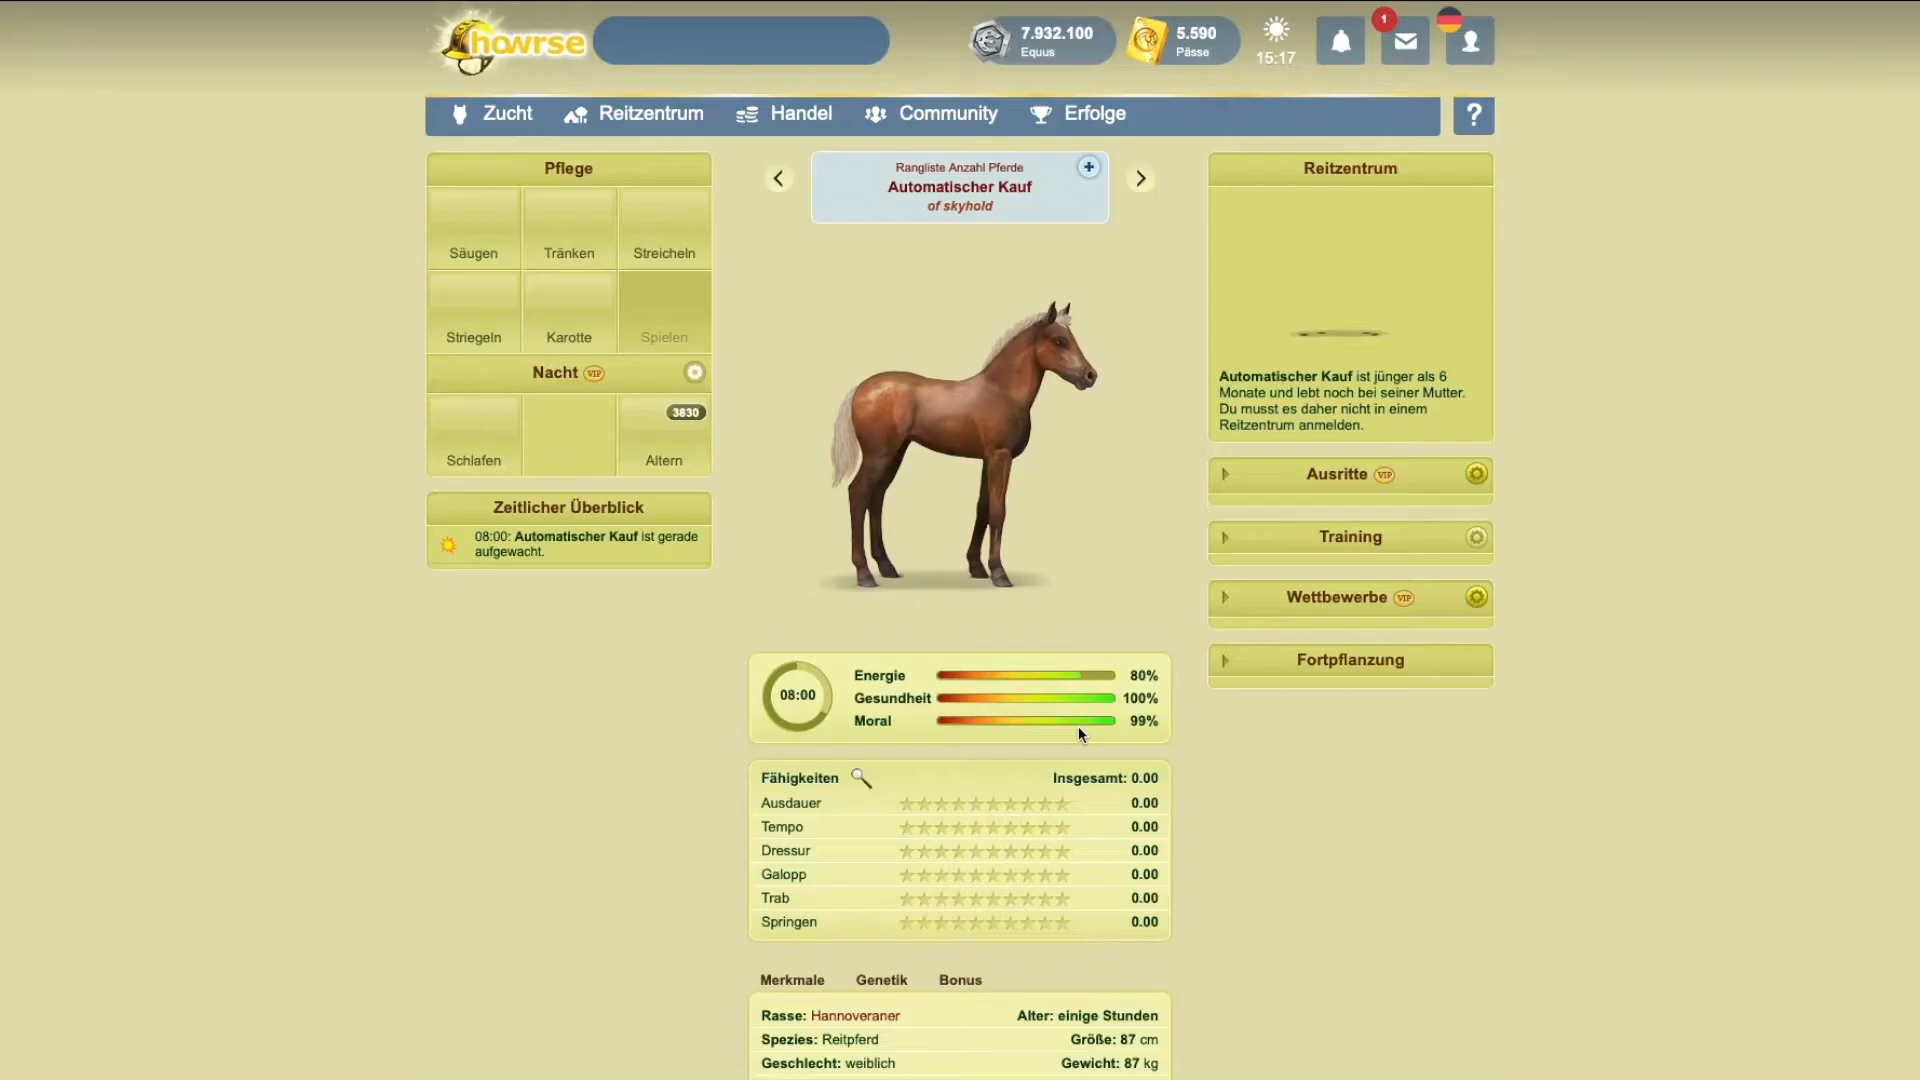 howrse
7.932.100
Equus
5.590
Pässe
15:17
1
Zucht
Reitzentrum
Handel
Community
Erfolge
?
Pflege
Säugen
Tränken
Streicheln
Striegeln
Karotte
Spielen
Nacht VIP
3830
Schlafen
Altern
Zeitlicher Überblick
08:00: Automatischer Kauf ist gerade
aufgewacht.
Rangliste Anzahl Pferde
Automatischer Kauf
of skyhold
08:00
Energie 80%
Gesundheit 100%
Moral 99%
Fähigkeiten Insgesamt: 0.00
Ausdauer 0.00
Tempo 0.00
Dressur 0.00
Galopp 0.00
Trab 0.00
Springen 0.00
Merkmale Genetik Bonus
Rasse: Hannoveraner Alter: einige Stunden
Spezies: Reitpferd Größe: 87 cm
Geschlecht: weiblich Gewicht: 87 kg
Reitzentrum
Automatischer Kauf ist jünger als 6
Monate und lebt noch bei seiner Mutter.
Du musst es daher nicht in einem
Reitzentrum anmelden.
Ausritte VIP
Training
Wettbewerbe VIP
Fortpflanzung